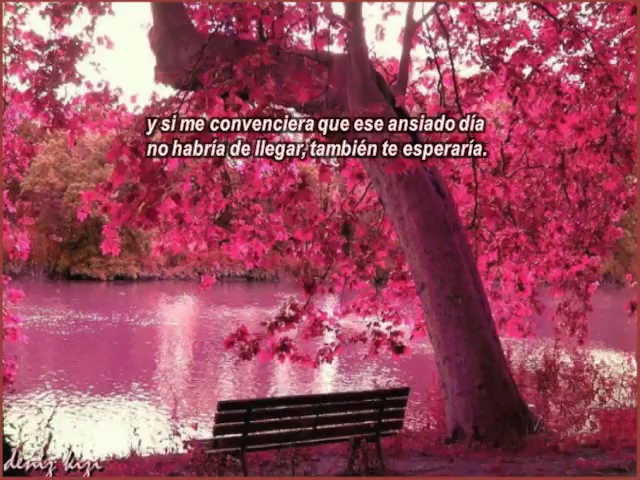 y si me convenciera que ese ansiado día
no habría de llegar, también te esperaría.
deniz kizi